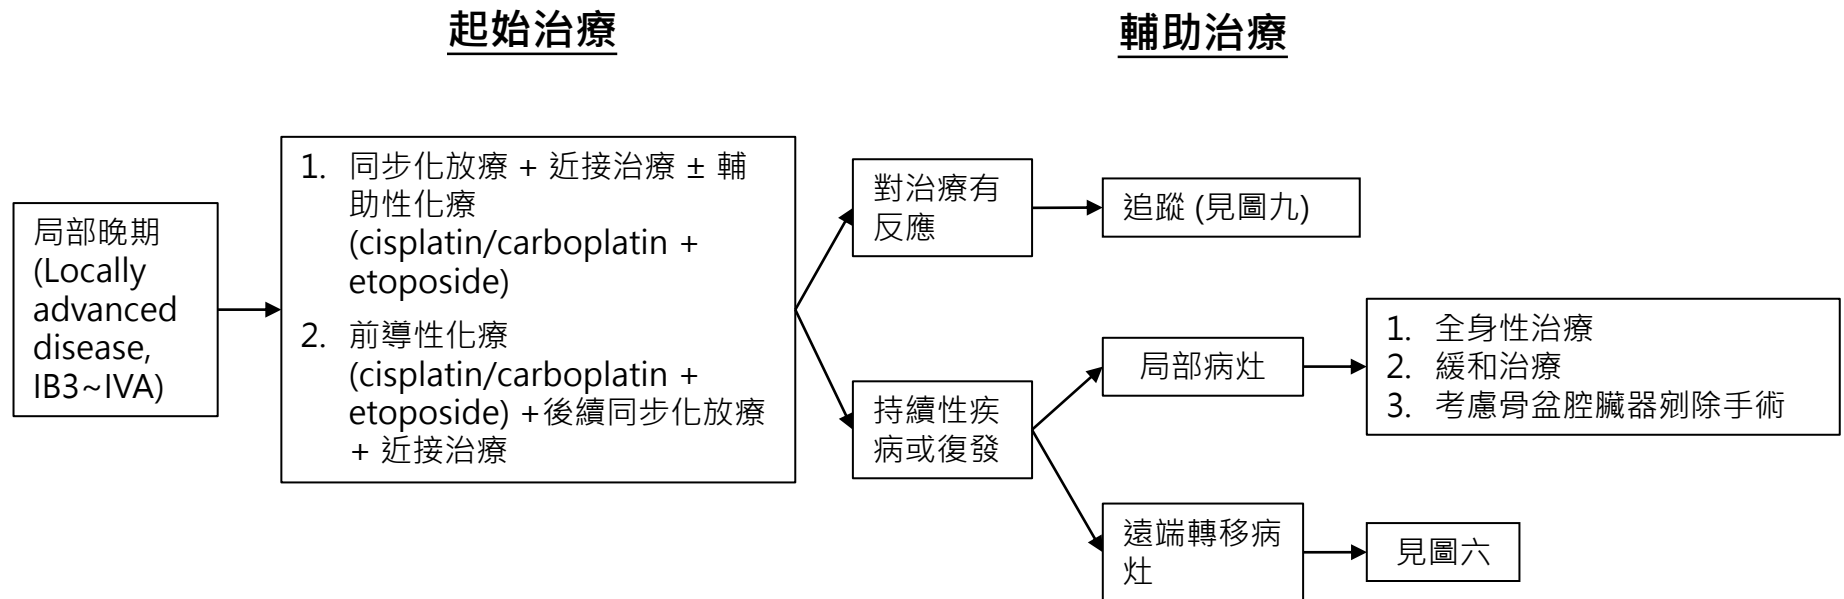 起始治療
輔助治療
局部晚期
(Locally
advanced
disease,
IB3~IVA)
1. 同步化放療 + 近接治療 ± 輔
助性化療
(cisplatin/carboplatin +
etoposide)
2. 前導性化療
(cisplatin/carboplatin +
etoposide) +後續同步化放療
+ 近接治療
對治療有
反應
追蹤 (見圖九)
持續性疾
病或復發
局部病灶
1. 全身性治療
2. 緩和治療
3. 考慮骨盆腔臟器剜除手術
遠端轉移病
灶
見圖六